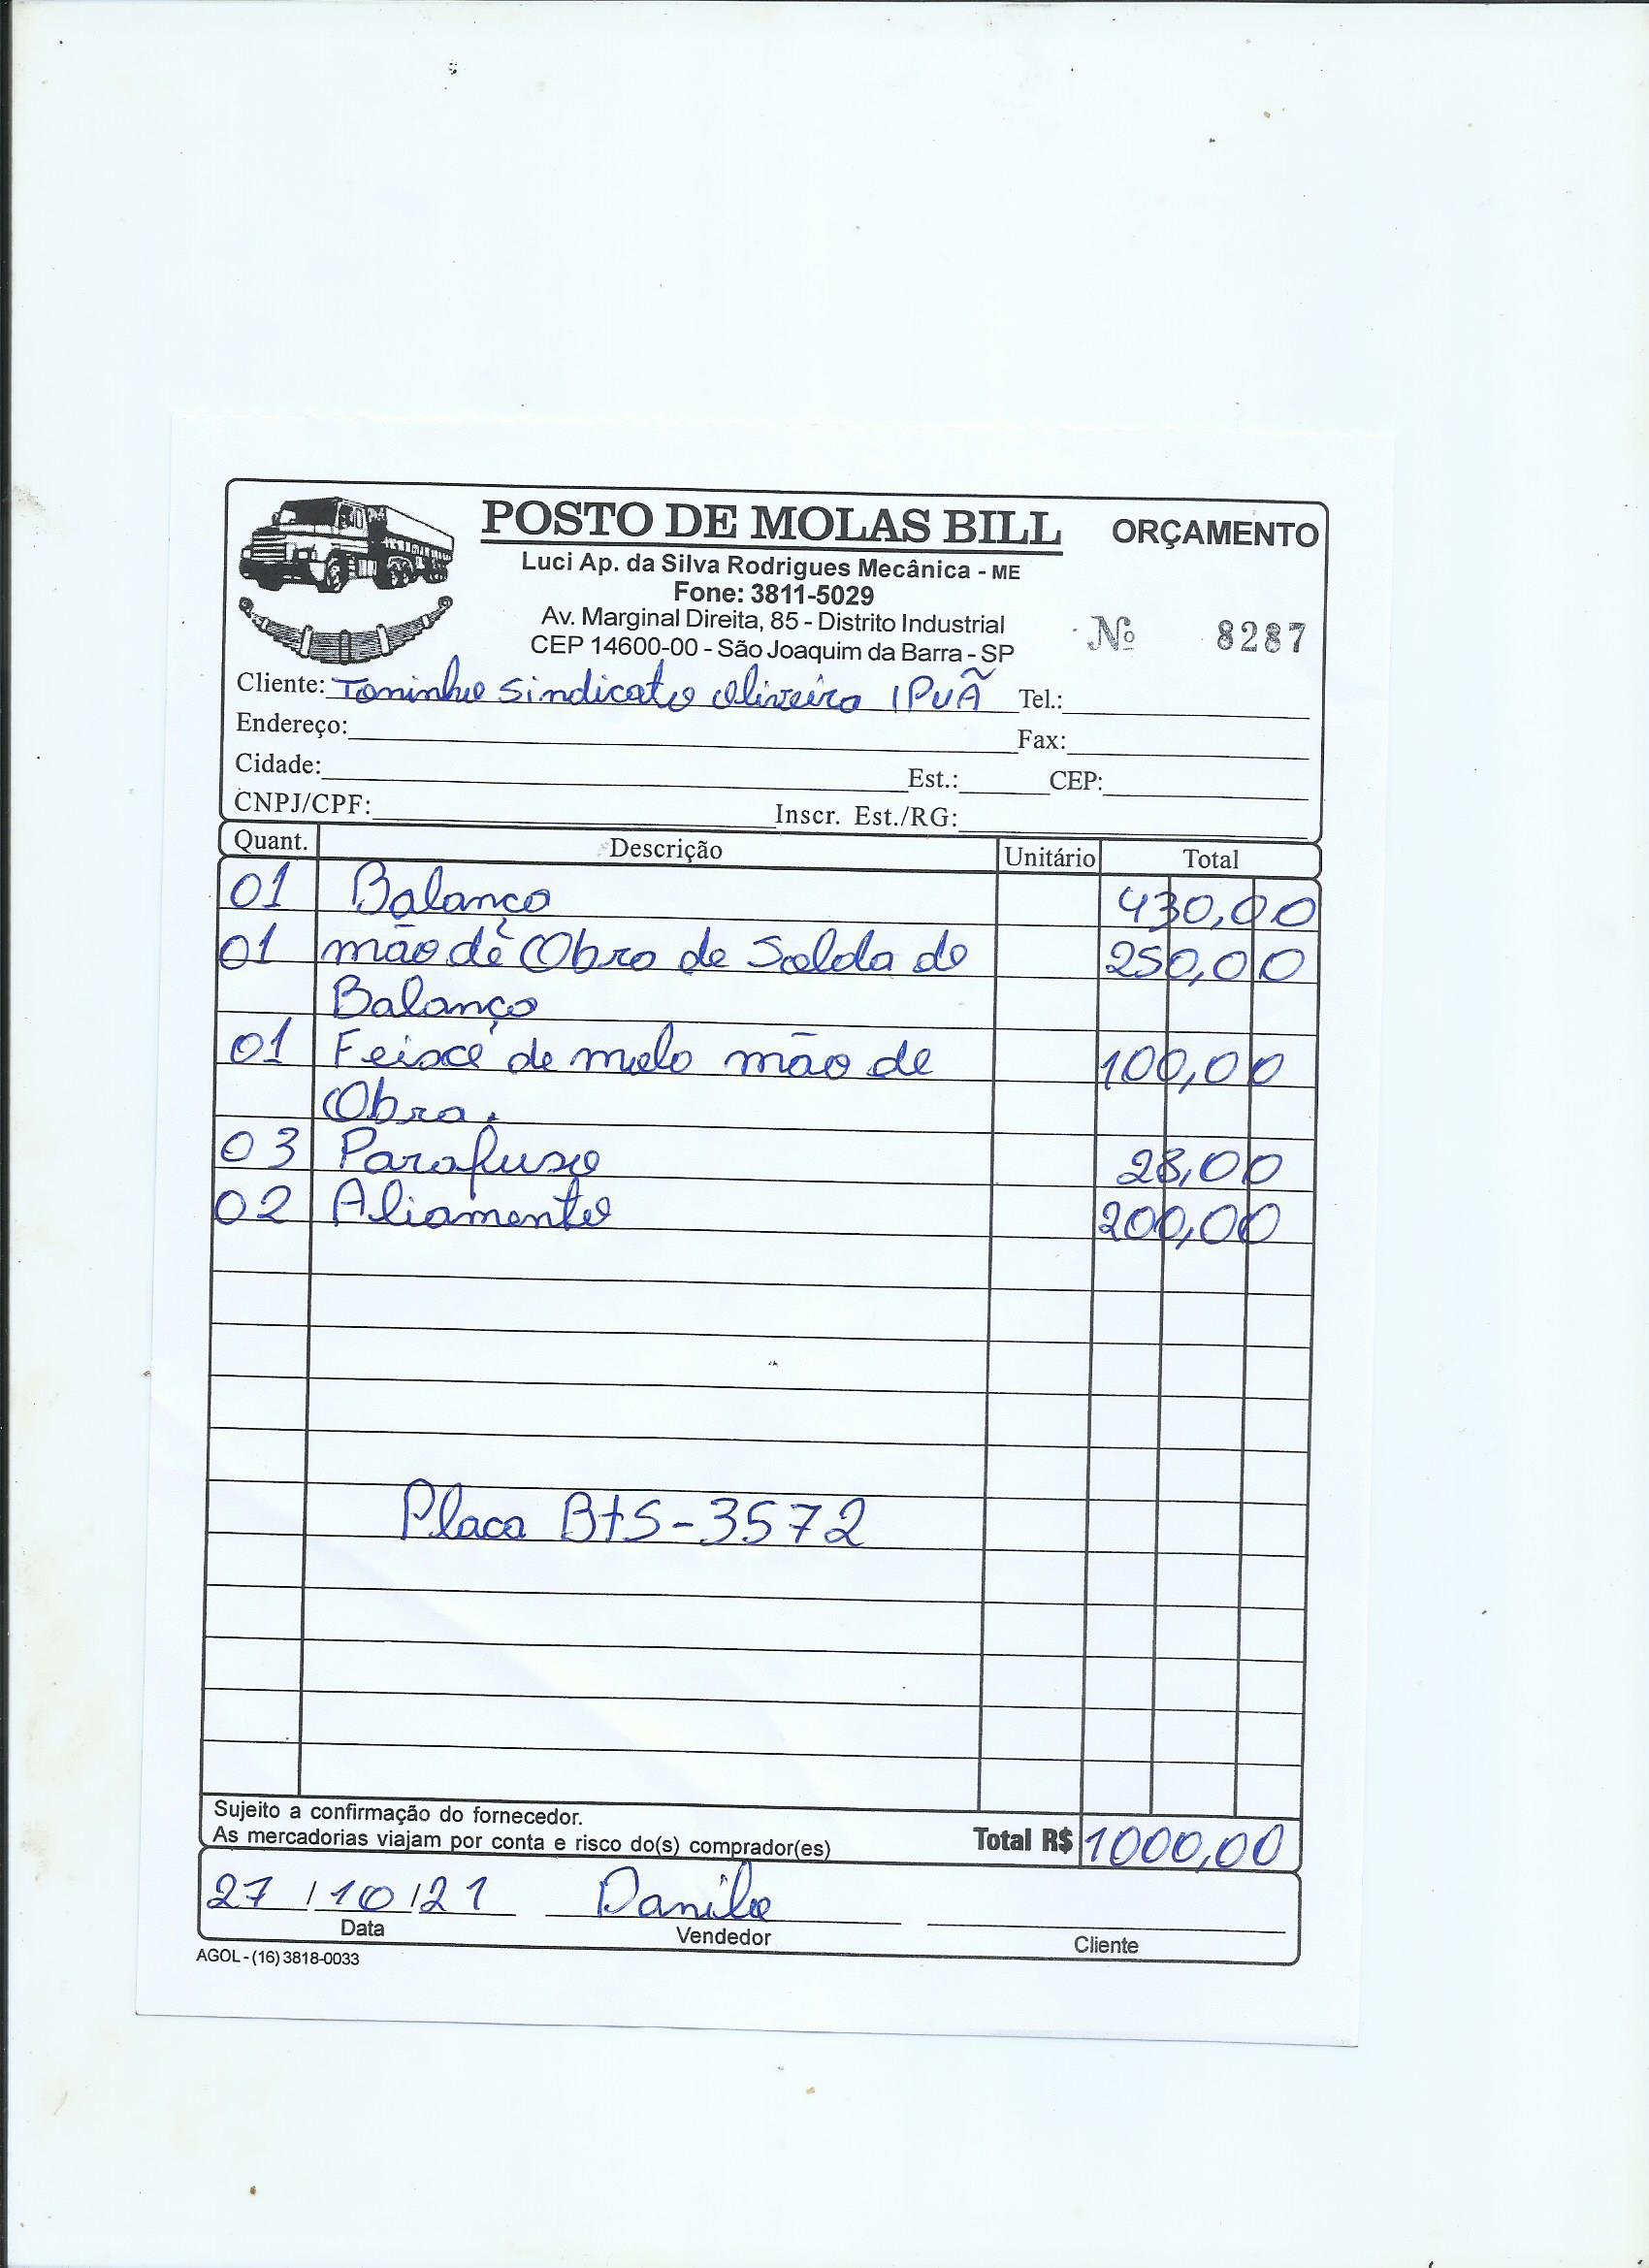 POSTO DE MOLAS BILL ORÇAMENTO
Luci Ap. da Silva Rodrigues Mecânica - ME
Fone: 3811-5029
Av. Marginal Direita, 85 - Distrito Industrial
CEP 14600-00 - São Joaquim da Barra - SP
Nº 8287
Cliente: Toninho Sindicato Oliveira IPUÃ Tel.:
Endereço: Fax:
Cidade: Est.: CEP:
CNPJ/CPF: Inscr. Est./RG:
Quant. Descrição Unitário Total
01 Balanço 430,00
01 mão de Obra de Solda do 250,00
Balanço
01 Feixe de mola mão de 100,00
Obra.
03 Parafuso 28,00
02 Aliamento 200,00
Placa BtS-3572
Sujeito a confirmação do fornecedor.
As mercadorias viajam por conta e risco do(s) comprador(es) Total R$ 1000,00
27/10/21 Danilo
Data Vendedor Cliente
AGOL - (16) 3818-0033